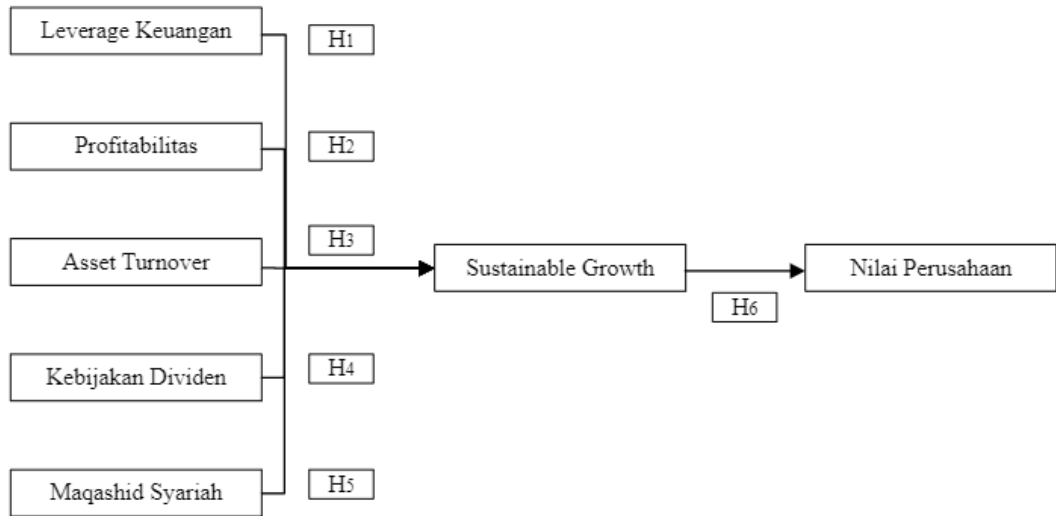 Leverage Keuangan
H1
Profitabilitas
H2
Asset Turnover
H3
Sustainable Growth
Nilai Perusahaan
H6
Kebijakan Dividen
H4
Maqashid Syariah
H5